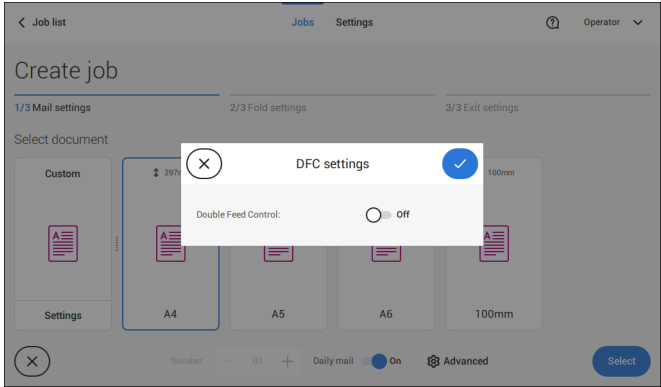 Job list
Jobs
Settings
Operator
Create job
1/3 Mail settings
2/3 Fold settings
3/3 Exit settings
Select document
DFC settings
Double Feed Control:
Off
Custom
100mm
Settings
A4
A5
A6
100mm
Number
01
Daily mail
On
Advanced
Select